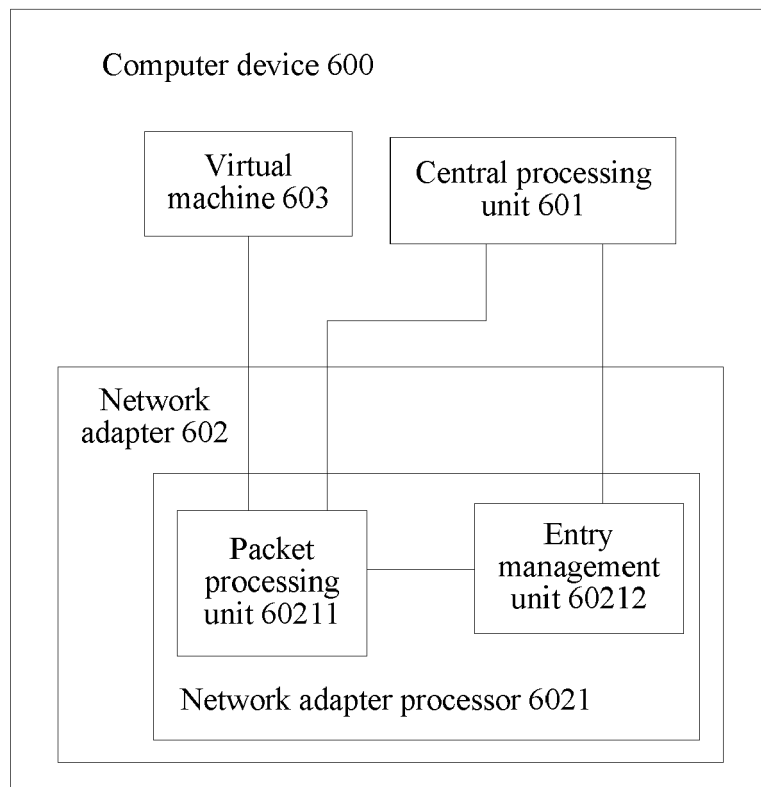 Computer device 600
Virtual
machine 603
Central processing
unit 601
Network
adapter 602
Packet
processing
unit 60211
Entry
management
unit 60212
Network adapter processor 6021